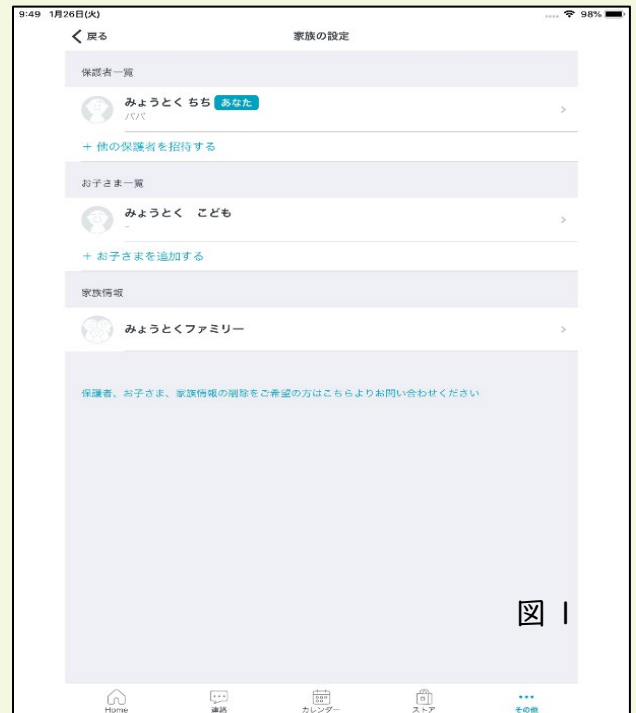 9:49 1月26日(火)
98%
戻る
家族の設定
保護者一覧
みょうとく ちち あなた
パパ
+ 他の保護者を招待する
お子さま一覧
みょうとく こども
-
+ お子さまを追加する
家族情報
みょうとくファミリー
保護者、お子さま、家族情報の削除をご希望の方はこちらよりお問い合わせください
図1
Home
連絡
カレンダー
ストア
その他